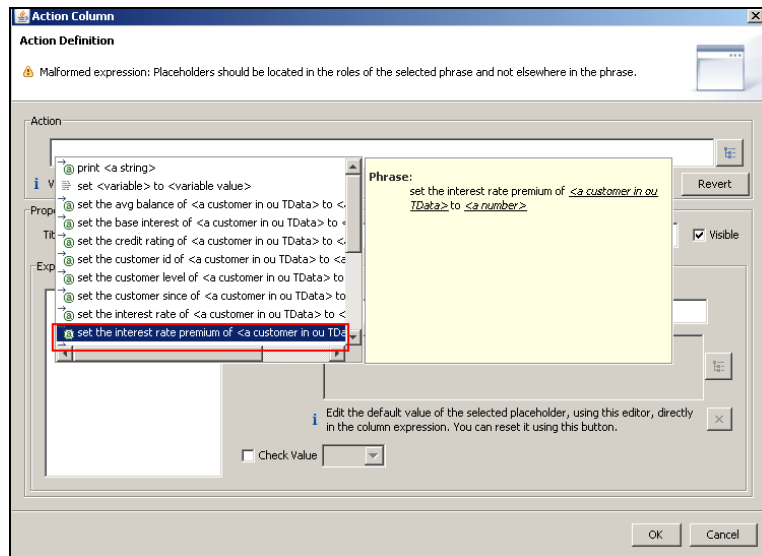 Action Column
Action Definition
Malformed expression: Placeholders should be located in the roles of the selected phrase and not elsewhere in the phrase.
Action
print <a string>
set <variable> to <variable value>
set the avg balance of <a customer in ou TData> to <
set the base interest of <a customer in ou TData> to <
set the credit rating of <a customer in ou TData> to <
set the customer id of <a customer in ou TData> to <a
set the customer level of <a customer in ou TData> to
set the customer since of <a customer in ou TData> to
set the interest rate of <a customer in ou TData> to <
set the interest rate premium of <a customer in ou TDa
Phrase:
set the interest rate premium of <a customer in ou
TData> to <a number>
V
Revert
Prop
Tit
Visible
Exp
Edit the default value of the selected placeholder, using this editor, directly
in the column expression. You can reset it using this button.
Check Value
OK
Cancel